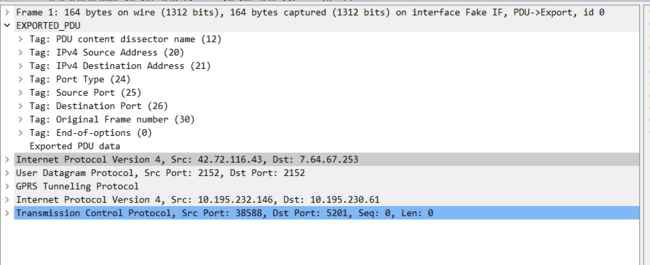 Frame 1: 164 bytes on wire (1312 bits), 164 bytes captured (1312 bits) on interface Fake IF, PDU->Export, id 0
EXPORTED_PDU
Tag: PDU content dissector name (12)
Tag: IPv4 Source Address (20)
Tag: IPv4 Destination Address (21)
Tag: Port Type (24)
Tag: Source Port (25)
Tag: Destination Port (26)
Tag: Original Frame number (30)
Tag: End-of-options (0)
Exported PDU data
Internet Protocol Version 4, Src: 42.72.116.43, Dst: 7.64.67.253
User Datagram Protocol, Src Port: 2152, Dst Port: 2152
GPRS Tunneling Protocol
Internet Protocol Version 4, Src: 10.195.232.146, Dst: 10.195.230.61
Transmission Control Protocol, Src Port: 38588, Dst Port: 5201, Seq: 0, Len: 0